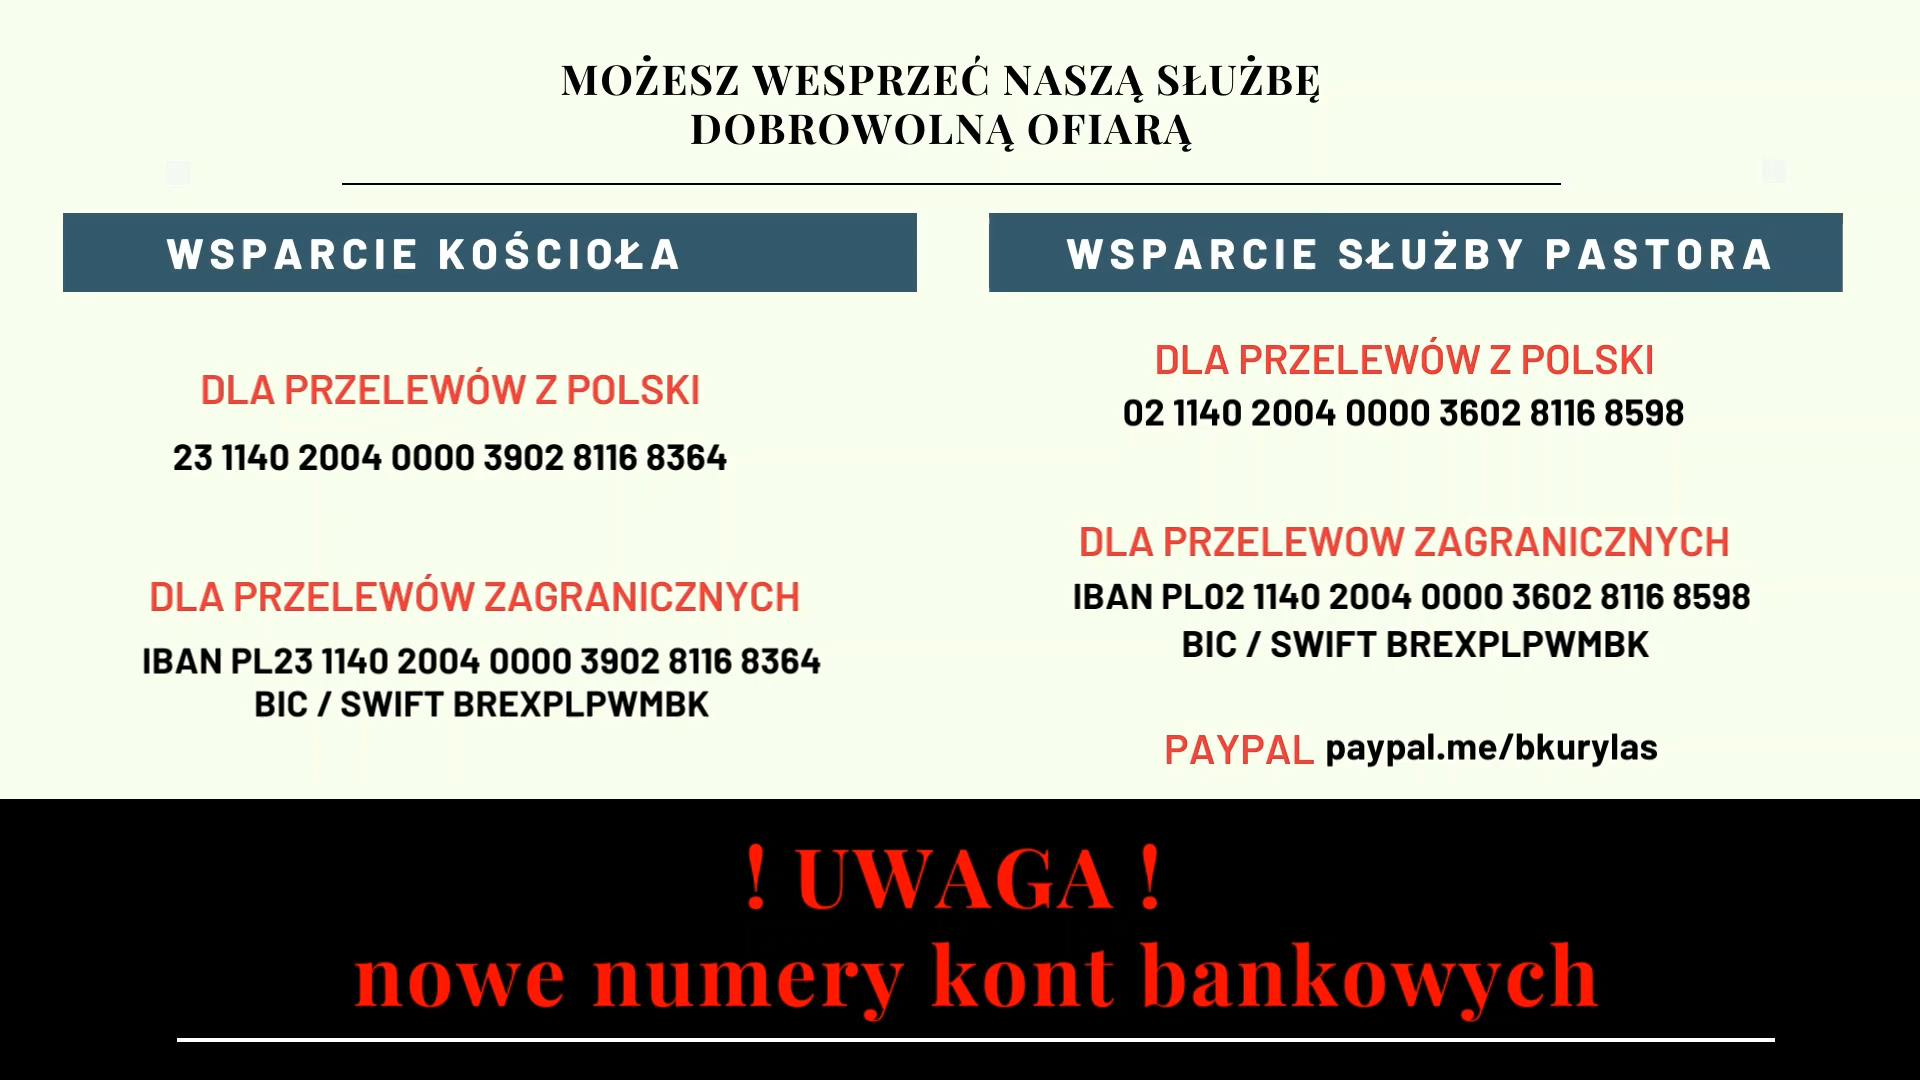 MOŻESZ WESPRZEĆ NASZĄ SŁUŻBĘ
DOBROWOLNĄ OFIARĄ
WSPARCIE KOŚCIOŁA
DLA PRZELEWÓW Z POLSKI
23 1140 2004 0000 3902 8116 8364
DLA PRZELEWÓW ZAGRANICZNYCH
IBAN PL23 1140 2004 0000 3902 8116 8364
BIC / SWIFT BREXPLPWMBK
WSPARCIE SŁUŻBY PASTORA
DLA PRZELEWÓW Z POLSKI
02 1140 2004 0000 3602 8116 8598
DLA PRZELEWOW ZAGRANICZNYCH
IBAN PL02 1140 2004 0000 3602 8116 8598
BIC / SWIFT BREXPLPWMBK
PAYPAL paypal.me/bkurylas
! UWAGA !
nowe numery kont bankowych